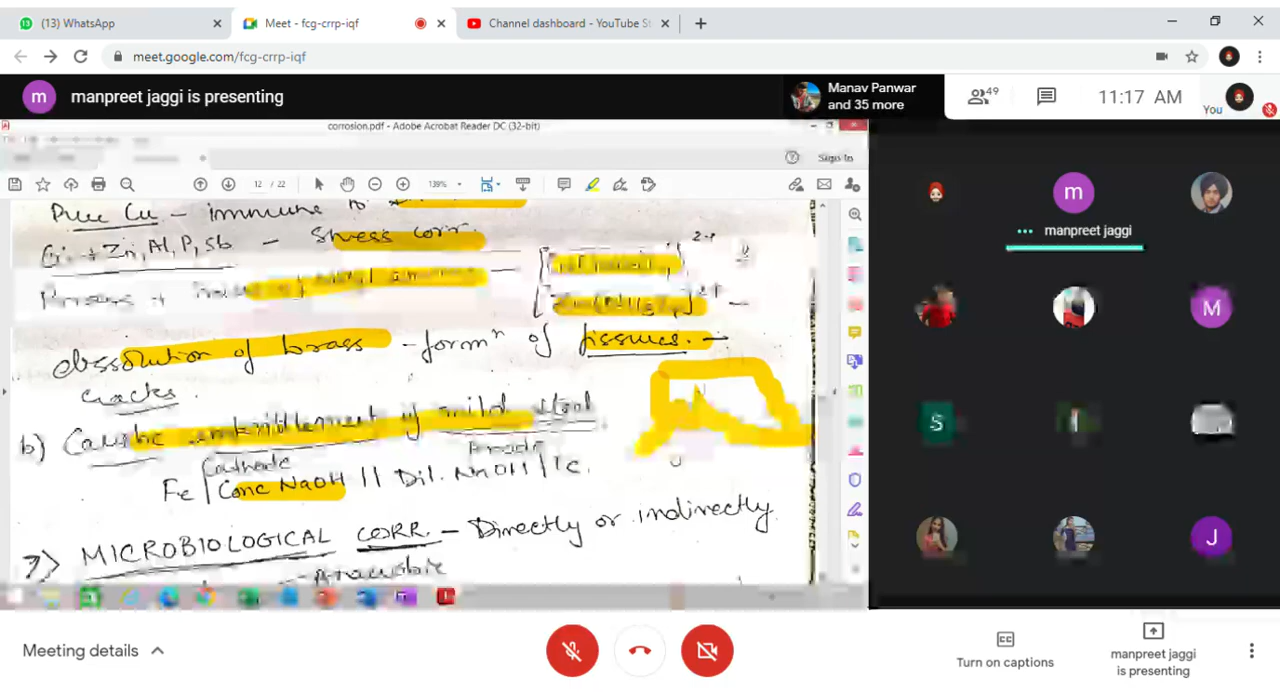 (13) WhatsApp
Meet - fcg-crrp-iqf
Channel dashboard - YouTube St
meet.google.com/fcg-crrp-iqf
m
manpreet jaggi is presenting
Manav Panwar
and 35 more
49
11:17 AM
You
corrosion.pdf - Adobe Acrobat Reader DC (32-bit)
Sign In
12 / 22
139%
Pure Cu - immune to
+ Zn, Al, P, Sb - Stress corr.
2+
dissolution of brass - formⁿ of fissures. -
cracks.
b) Caustic embrittlement of mild steel
Cathode Anode
Fe | Conc NaOH || Dil. NaOH |
7> MICROBIOLOGICAL CORR. - Directly or indirectly
m
manpreet jaggi
M
S
J
Meeting details
Turn on captions
manpreet jaggi
is presenting